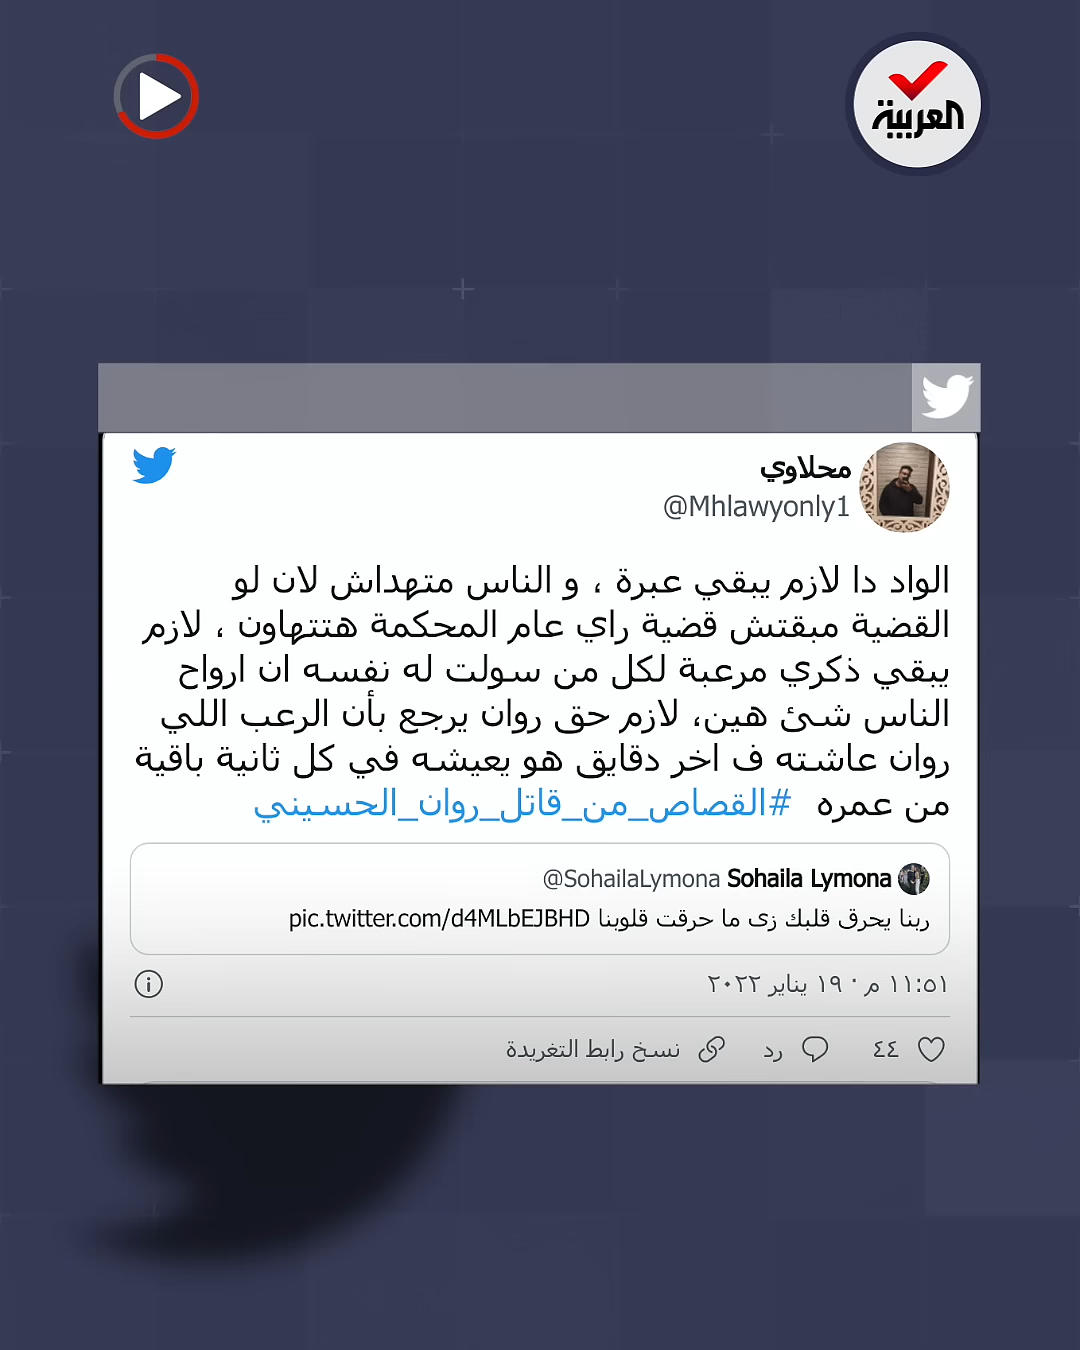 العربية
محلاوي
@Mhlawyonly1
الواد دا لازم يبقي عبرة ، و الناس متهداش لان لو
القضية مبقتش قضية راي عام المحكمة هتتهاون ، لازم
يبقي ذكري مرعبة لكل من سولت له نفسه ان ارواح
الناس شئ هين، لازم حق روان يرجع بأن الرعب اللي
روان عاشته ف اخر دقايق هو يعيشه في كل ثانية باقية
من عمره #القصاص_من_قاتل_روان_الحسيني
Sohaila Lymona @SohailaLymona
ربنا يحرق قلبك زى ما حرقت قلوبنا pic.twitter.com/d4MLbEJBHD
١١:٥١ م · ١٩ يناير ٢٠٢٢
٤٤ رد نسخ رابط التغريدة